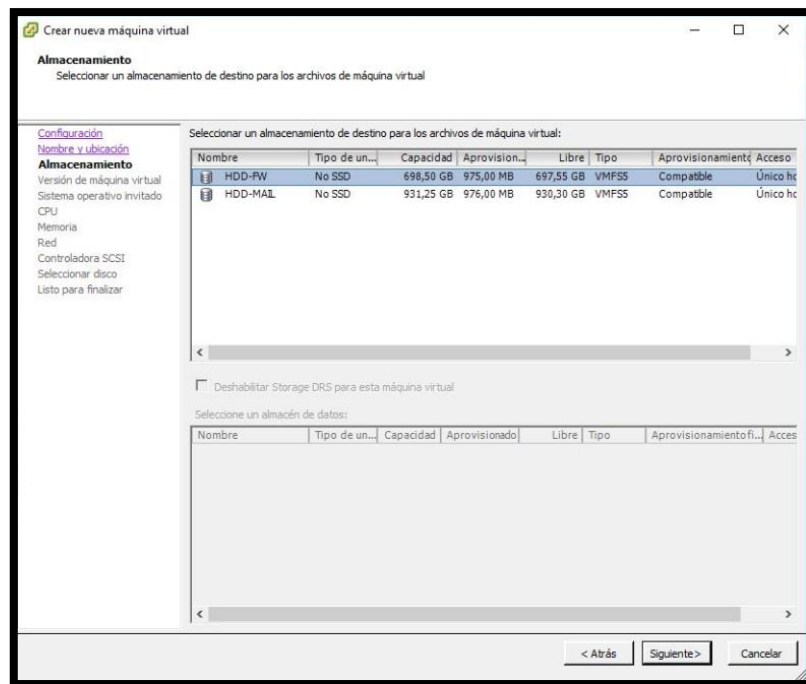 Crear nueva máquina virtual
Almacenamiento
Seleccionar un almacenamiento de destino para los archivos de máquina virtual
Configuración
Nombre y ubicación
Almacenamiento
Versión de máquina virtual
Sistema operativo invitado
CPU
Memoria
Red
Controladora SCSI
Seleccionar disco
Listo para finalizar
Seleccionar un almacenamiento de destino para los archivos de máquina virtual:
Nombre Tipo de un... Capacidad Aprovision... Libre Tipo Aprovisionamiento Acceso
HDD-FW No SSD 698,50 GB 975,00 MB 697,55 GB VMFS5 Compatible Único ho
HDD-MAIL No SSD 931,25 GB 976,00 MB 930,30 GB VMFS5 Compatible Único ho
Deshabilitar Storage DRS para esta máquina virtual
Seleccione un almacén de datos:
Nombre Tipo de un... Capacidad Aprovisionado Libre Tipo Aprovisionamiento fi... Acces
< Atrás Siguiente > Cancelar